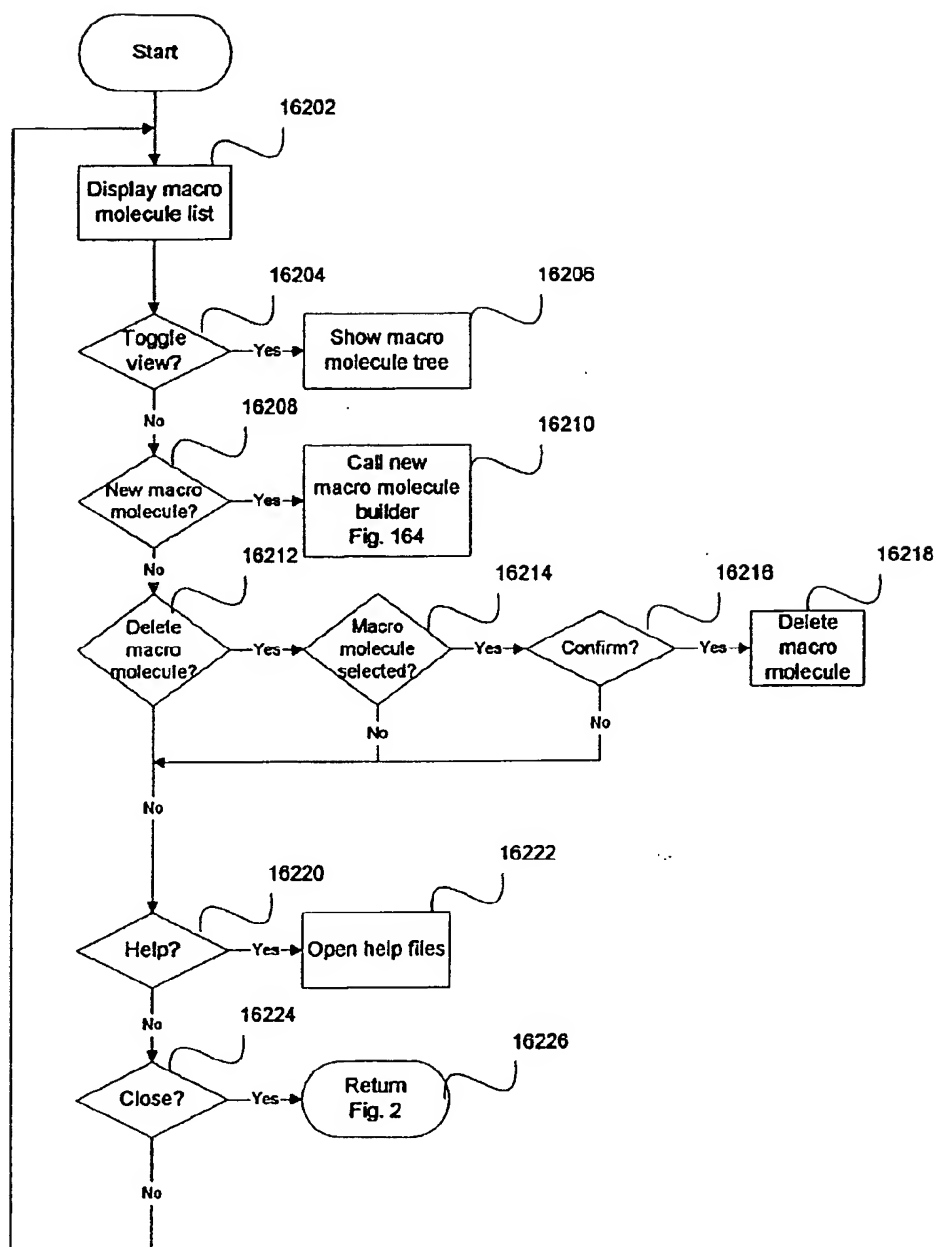 Start
16202
Display macro
molecule list
16204
16206
Toggle
view?
Yes
Show macro
molecule tree
No
16208
16210
New macro
molecule?
Yes
Call new
macro molecule
builder
Fig. 164
No
16212
16214
16216
16218
Delete
macro
molecule?
Yes
Macro
molecule
selected?
Yes
Confirm?
Yes
Delete
macro
molecule
No
No
No
16220
16222
Help?
Yes
Open help files
No
16224
16226
Close?
Yes
Return
Fig. 2
No